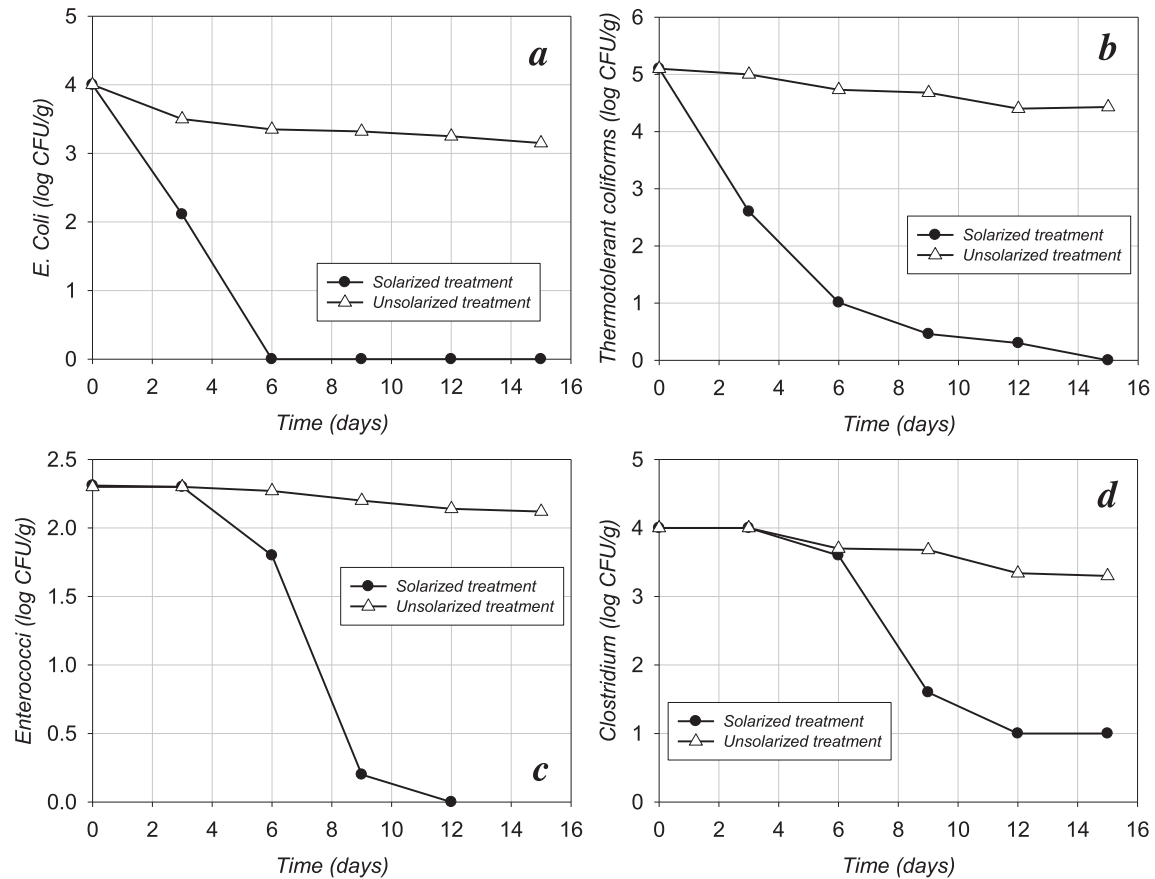 a
5
4
3
2
1
0
E. Coli (log CFU/g)
Solarized treatment
Unsolarized treatment
0 2 4 6 8 10 12 14 16
Time (days)
b
6
5
4
3
2
1
0
Thermotolerant coliforms (log CFU/g)
Solarized treatment
Unsolarized treatment
0 2 4 6 8 10 12 14 16
Time (days)
2.5
2.0
1.5
1.0
0.5
0.0
Enterococci (log CFU/g)
Solarized treatment
Unsolarized treatment
c
0 2 4 6 8 10 12 14 16
Time (days)
d
5
4
3
2
1
0
Clostridium (log CFU/g)
Solarized treatment
Unsolarized treatment
0 2 4 6 8 10 12 14 16
Time (days)